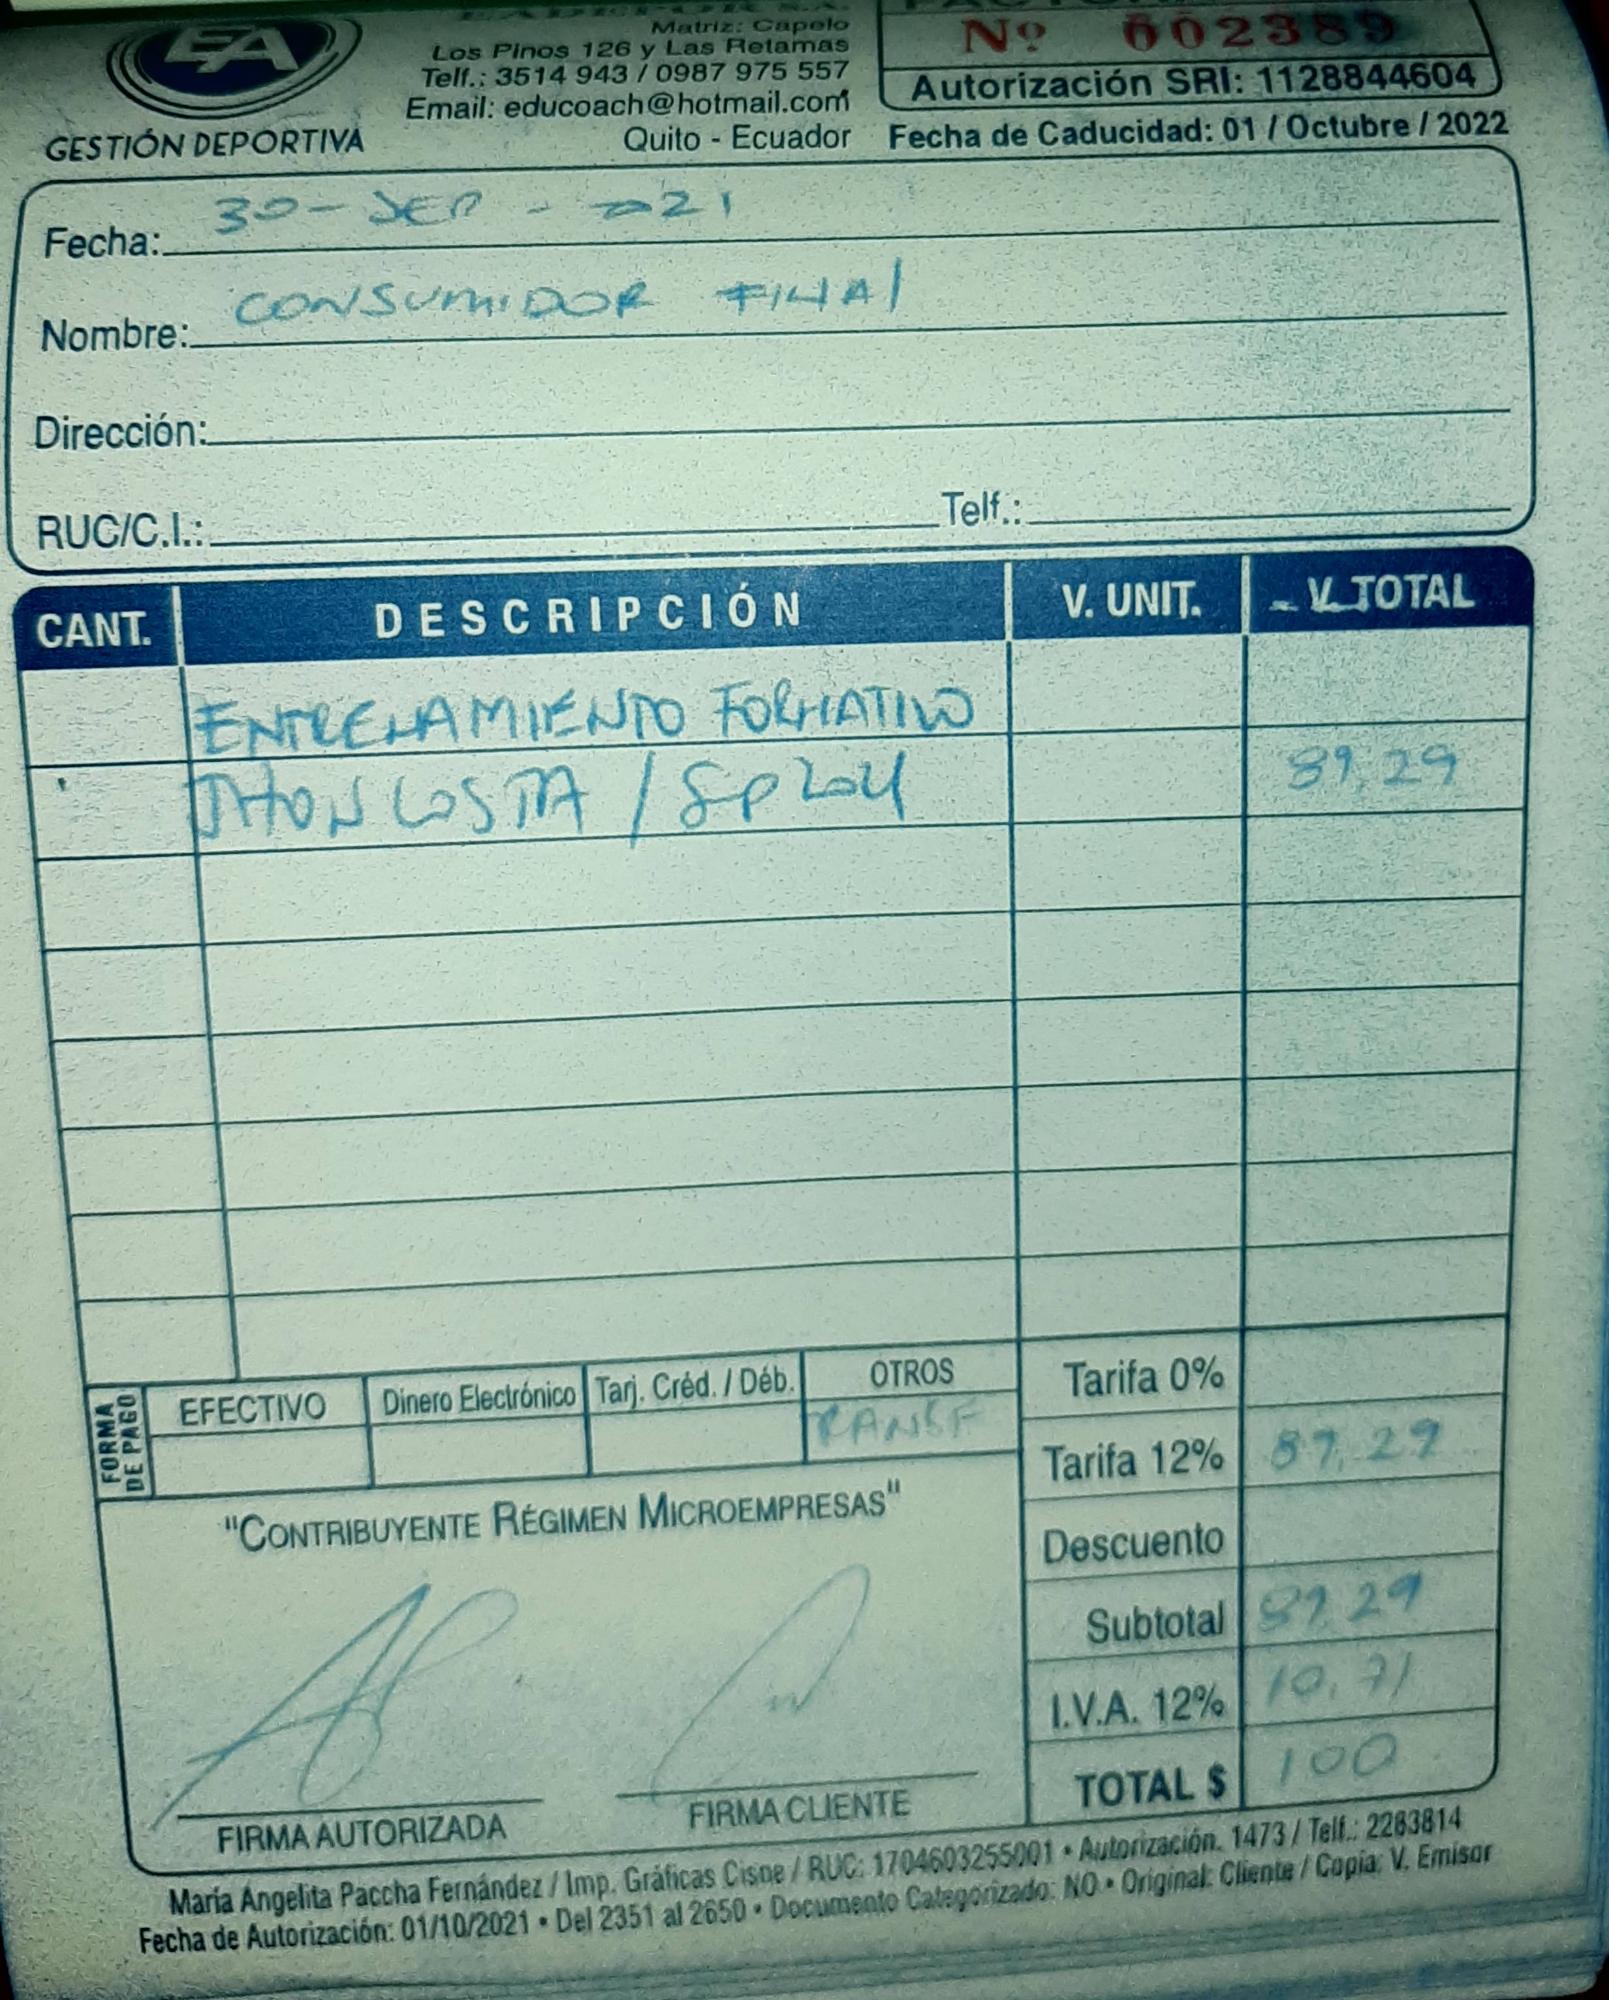 EA
GESTIÓN DEPORTIVA
Matriz: Capelo
Los Pinos 126 y Las Retamas
Telf.: 3514 943 / 0987 975 557
Email: educoach@hotmail.com
Quito - Ecuador
Nº 002389
Autorización SRI: 1128844604
Fecha de Caducidad: 01 / Octubre / 2022
Fecha: 30 - SEP - 2021
Nombre: CONSUMIDOR FINAL
Dirección:
RUC/C.I.: Telf.:
CANT. DESCRIPCIÓN V. UNIT. V. TOTAL
ENTRENAMIENTO FORMATIVO
COSTA / 89,29
FORMA DE PAGO
EFECTIVO Dinero Electrónico Tarj. Créd. / Déb. OTROS
TRANSF
"CONTRIBUYENTE RÉGIMEN MICROEMPRESAS"
Tarifa 0%
Tarifa 12% 89,29
Descuento
Subtotal 89,29
I.V.A. 12% 10,71
TOTAL $ 100
FIRMA AUTORIZADA FIRMA CLIENTE
María Angelita Paccha Fernández / Imp. Gráficas Cisne / RUC: 1704603255001 • Autorización. 1473 / Telf.: 2283814
Fecha de Autorización: 01/10/2021 • Del 2351 al 2650 • Documento Categorizado: NO • Original: Cliente / Copia: V. Emisor